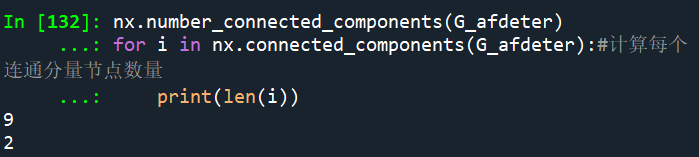 In [132]: nx.number_connected_components(G_afdeter)
...: for i in nx.connected_components(G_afdeter):#计算每个
连通分量节点数量
...:     print(len(i))
9
2